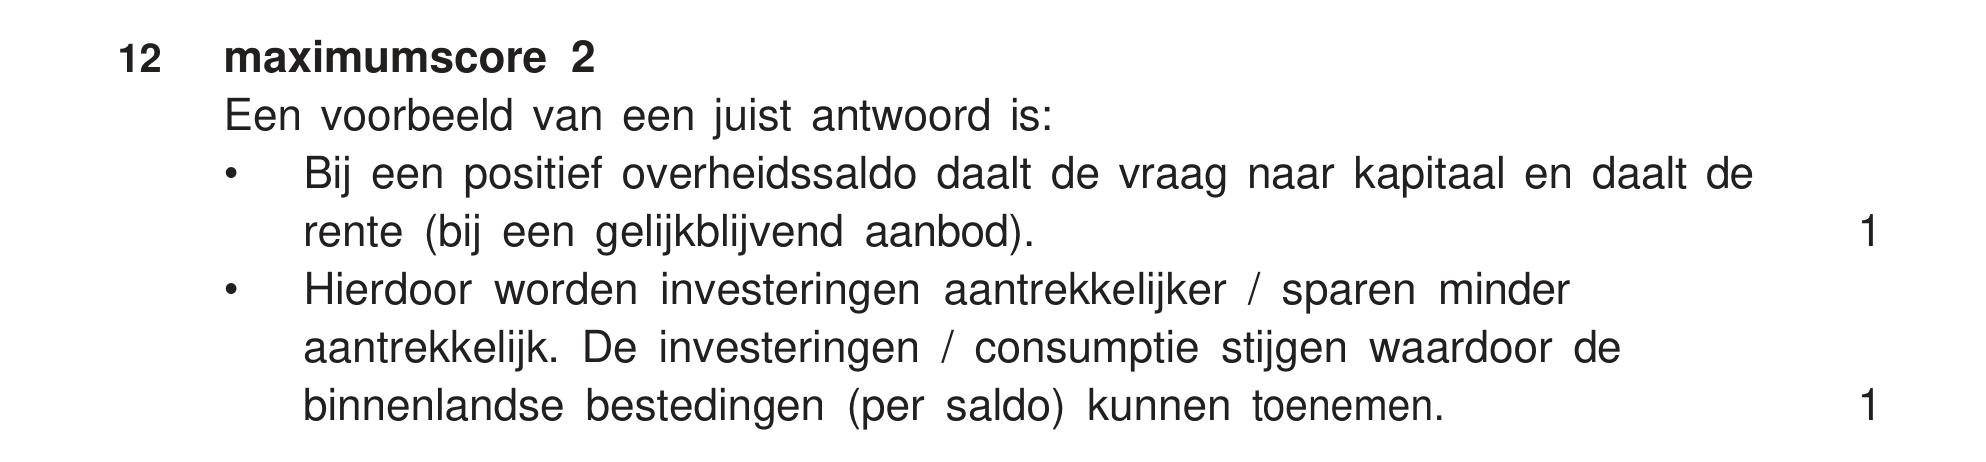 12 maximumscore 2
Een voorbeeld van een juist antwoord is:
• Bij een positief overheidssaldo daalt de vraag naar kapitaal en daalt de
rente (bij een gelijkblijvend aanbod). 1
• Hierdoor worden investeringen aantrekkelijker / sparen minder
aantrekkelijk. De investeringen / consumptie stijgen waardoor de
binnenlandse bestedingen (per saldo) kunnen toenemen. 1